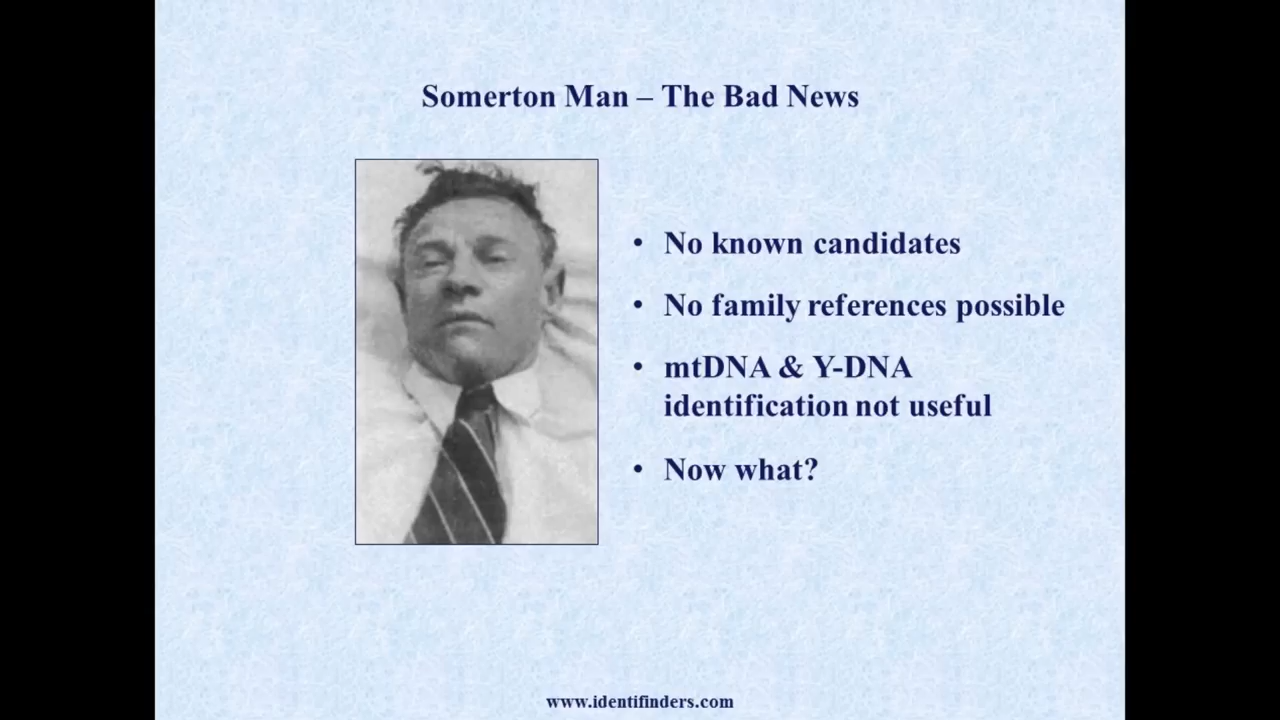 Somerton Man – The Bad News
• No known candidates
• No family references possible
• mtDNA & Y-DNA
identification not useful
• Now what?
www.identifinders.com